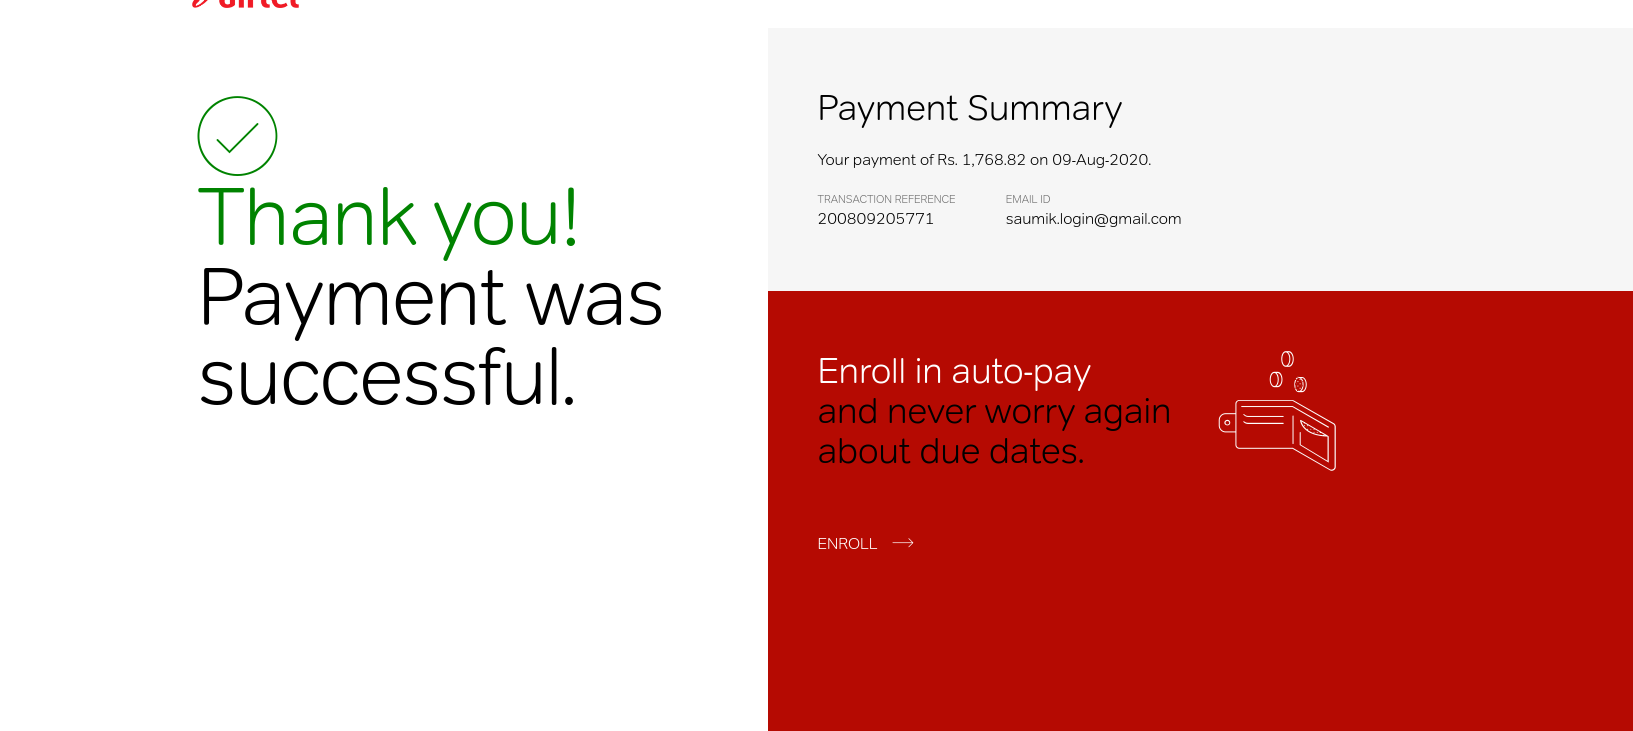 airtel
Thank you!
Payment was
successful.
Payment Summary
Your payment of Rs. 1,768.82 on 09-Aug-2020.
TRANSACTION REFERENCE
200809205771
EMAIL ID
saumik.login@gmail.com
Enroll in auto-pay
and never worry again
about due dates.
ENROLL